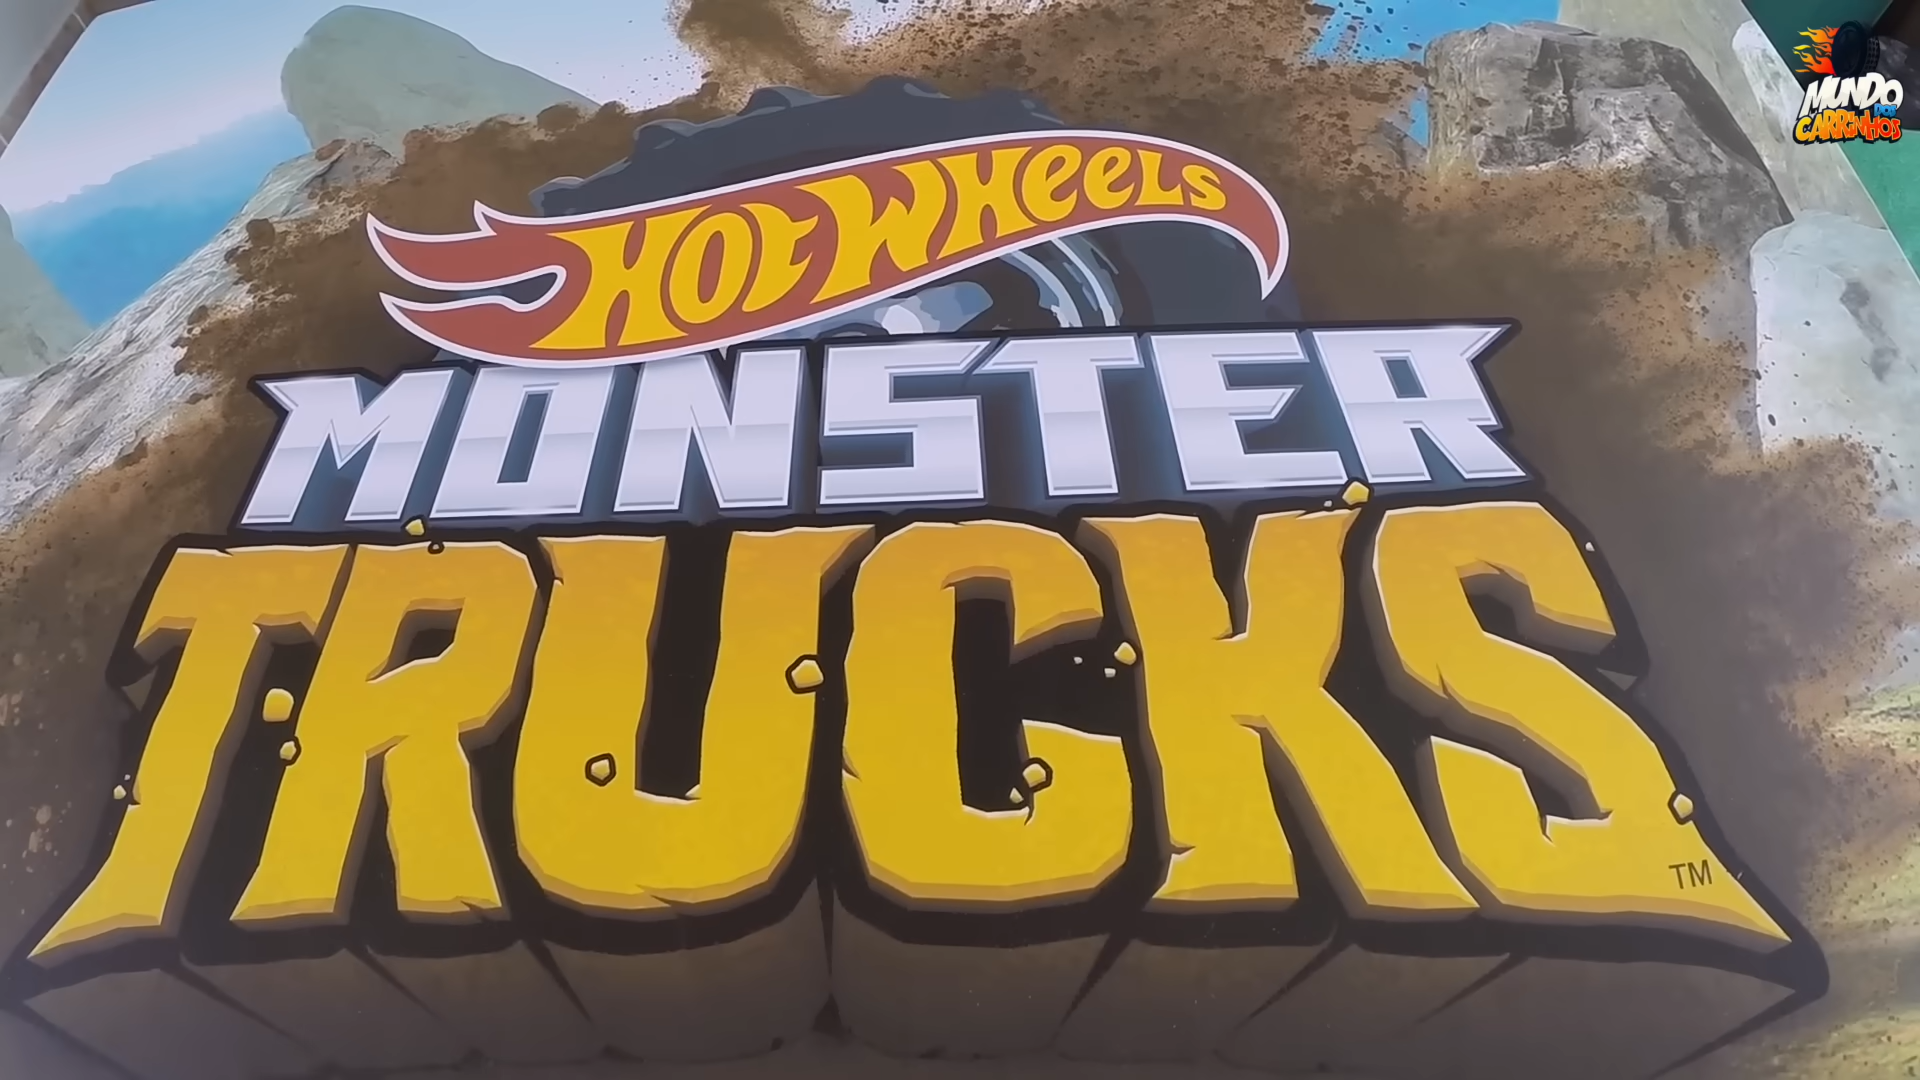 MUNDO
DOS
CARRINHOS
HOT WHEELS
MONSTER
TRUCKS
TM